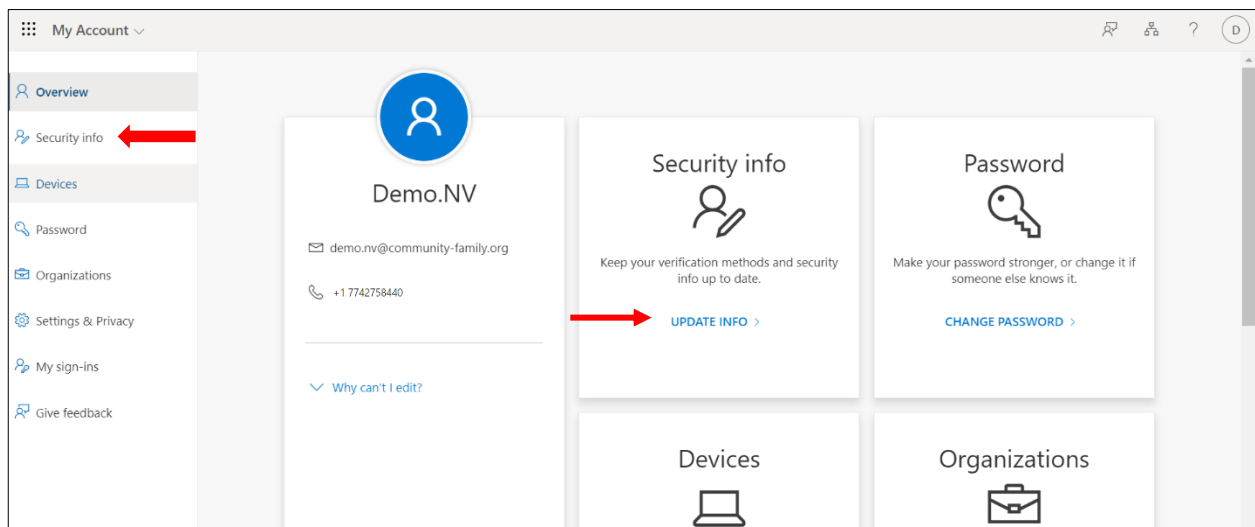 My Account
?
D
Overview
Security info
Devices
Password
Organizations
Settings & Privacy
My sign-ins
Give feedback
Demo.NV
demo.nv@community-family.org
+1 7742758440
Why can't I edit?
Security info
Keep your verification methods and security
info up to date.
UPDATE INFO >
Password
Make your password stronger, or change it if
someone else knows it.
CHANGE PASSWORD >
Devices
Organizations